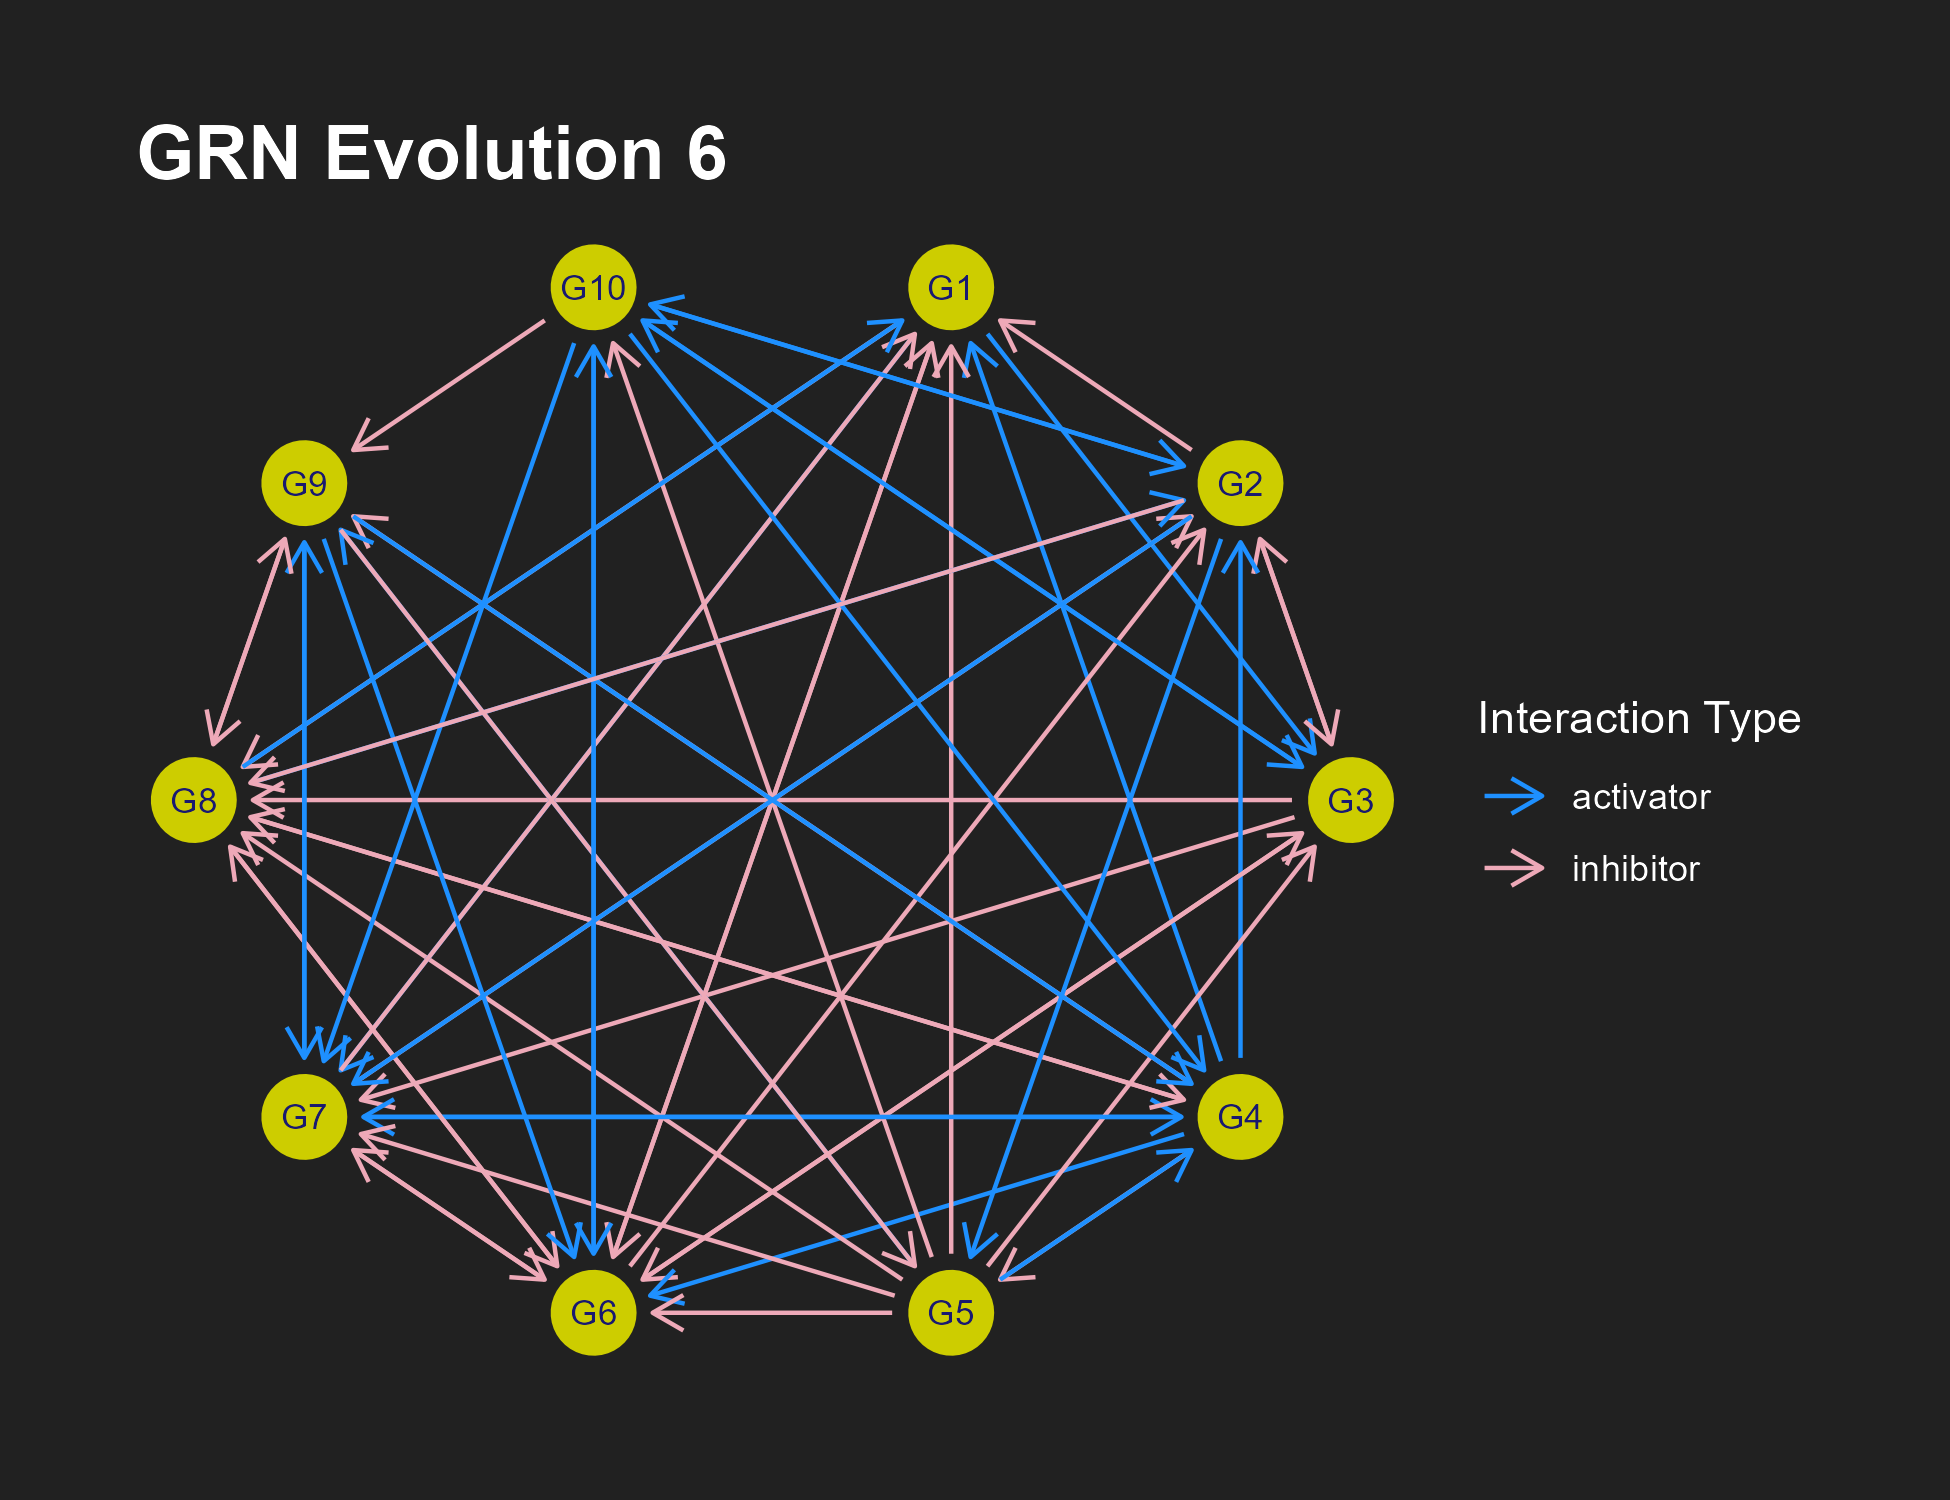 GRN Evolution 6
G10
G1
G9
G2
G8
G3
G7
G4
G6
G5
Interaction Type
activator
inhibitor